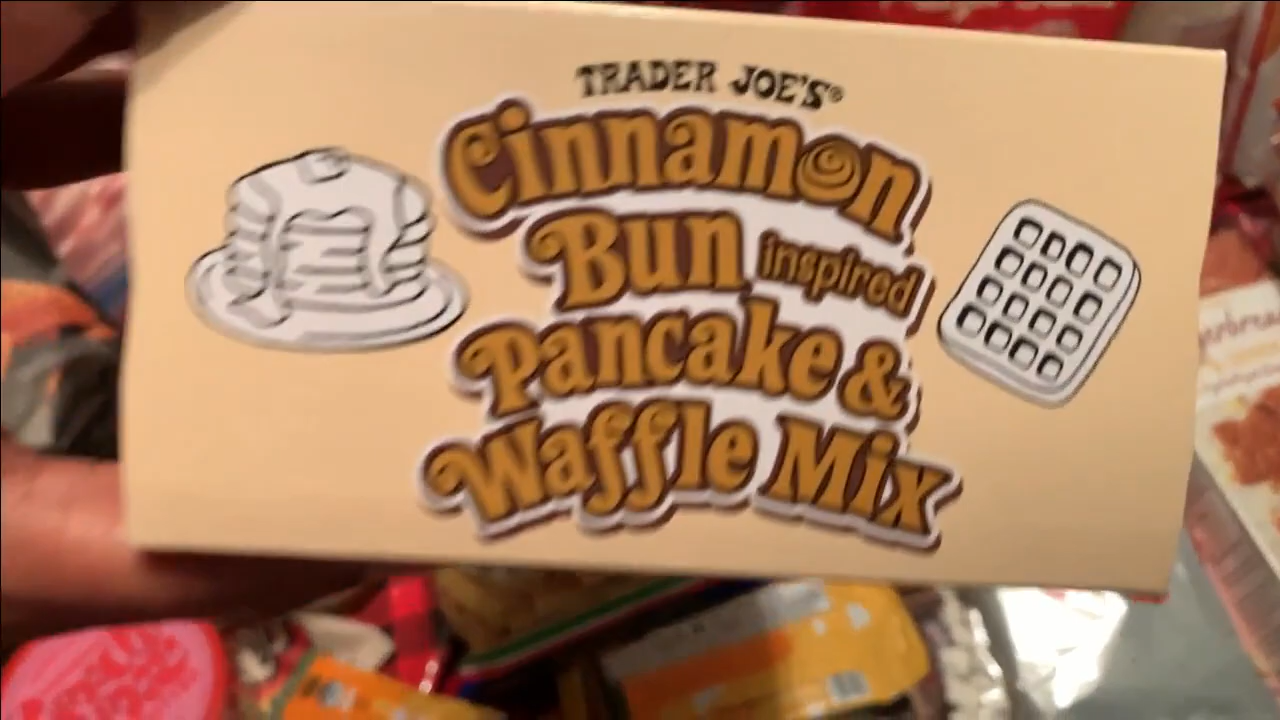 TRADER JOE'S®
Cinnamon
Bun inspired
Pancake &
Waffle Mix